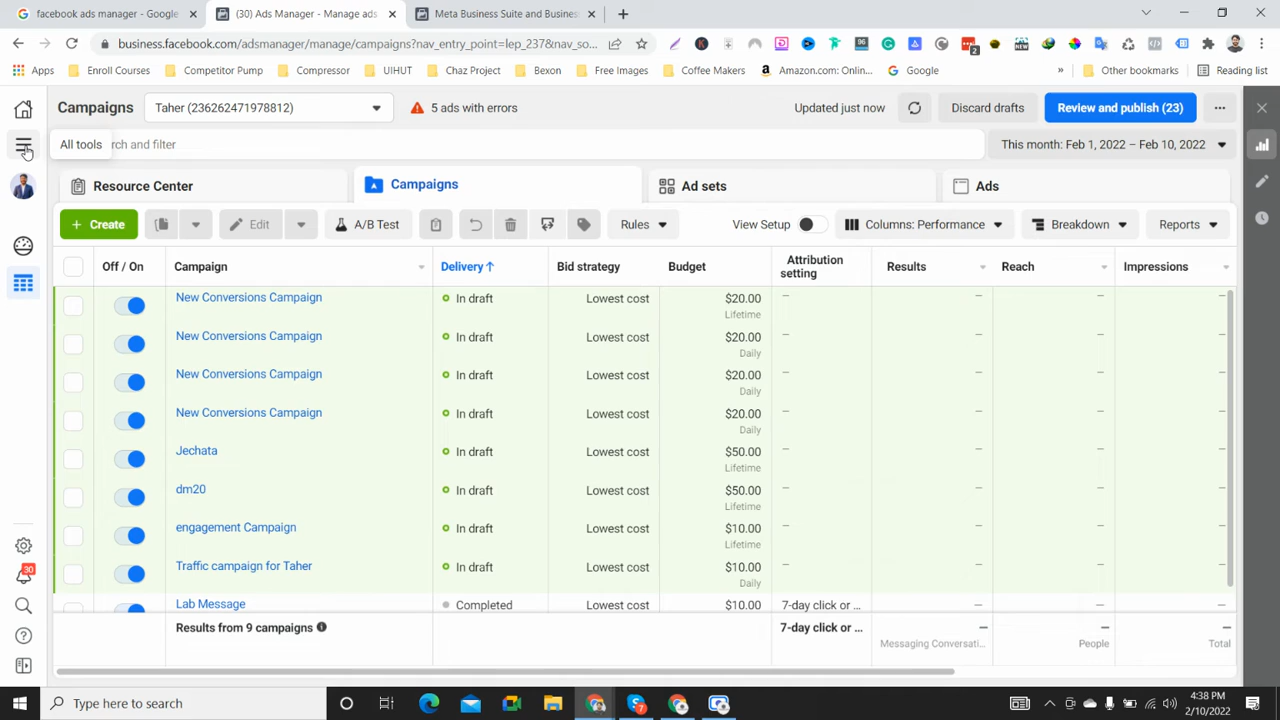 facebook ads manager - Google
(30) Ads Manager - Manage ads
Meta Business Suite and Busines
business.facebook.com/adsmanager/manage/campaigns?nav_entry_point=lep_237&nav_so...
Apps
Enroll Courses
Competitor Pump
Compressor
UIHUT
Chaz Project
Bexon
Free Images
Coffee Makers
Amazon.com: Onlin...
Google
Other bookmarks
Reading list
Campaigns
Taher (236262471978812)
5 ads with errors
Updated just now
Discard drafts
Review and publish (23)
All tools
rch and filter
This month: Feb 1, 2022 – Feb 10, 2022
Resource Center
Campaigns
Ad sets
Ads
+ Create
Edit
A/B Test
Rules
View Setup
Columns: Performance
Breakdown
Reports
Off / On
Campaign
Delivery ↑
Bid strategy
Budget
Attribution
setting
Results
Reach
Impressions
New Conversions Campaign In draft Lowest cost $20.00 – – – –
Lifetime
New Conversions Campaign In draft Lowest cost $20.00 – – – –
Daily
New Conversions Campaign In draft Lowest cost $20.00 – – – –
Daily
New Conversions Campaign In draft Lowest cost $20.00 – – – –
Daily
Jechata In draft Lowest cost $50.00 – – – –
Lifetime
dm20 In draft Lowest cost $50.00 – – – –
Lifetime
engagement Campaign In draft Lowest cost $10.00 – – – –
Lifetime
Traffic campaign for Taher In draft Lowest cost $10.00 – – – –
Daily
Lab Message Completed Lowest cost $10.00 7-day click or ... – – –
Results from 9 campaigns 7-day click or ... – – –
Messaging Conversati... People Total
30
Type here to search
4:38 PM
2/10/2022